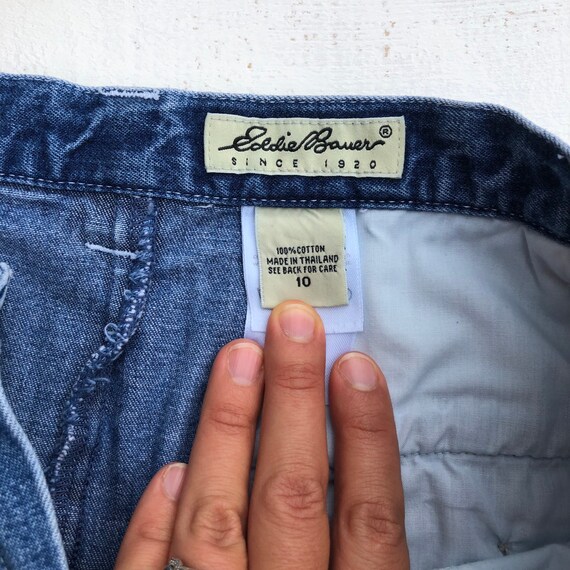 Eddie Bauer®
SINCE 1920
100% COTTON
MADE IN THAILAND
SEE BACK FOR CARE
10